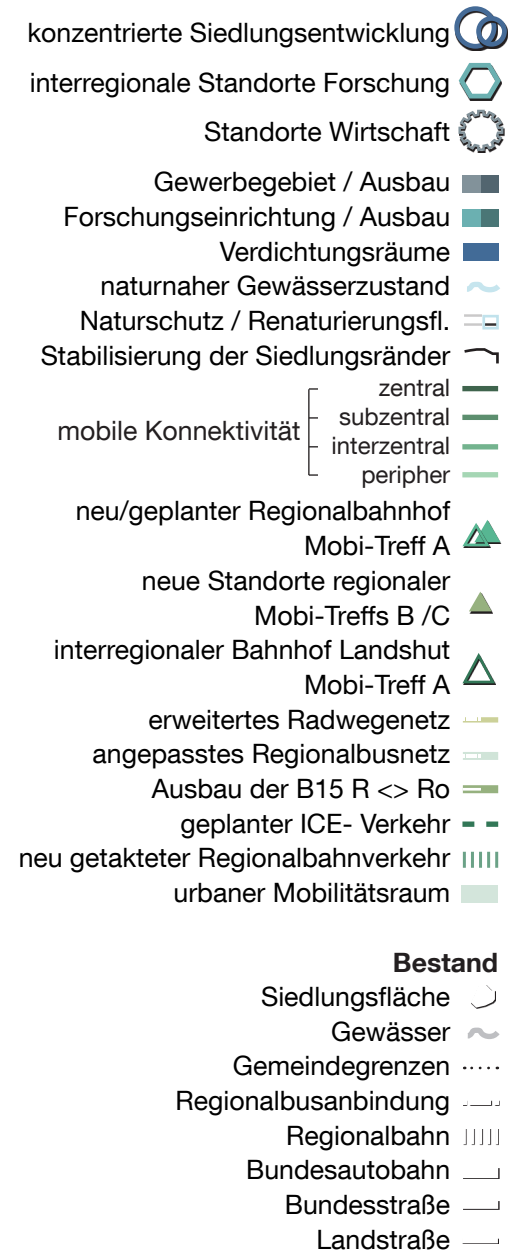 konzentrierte Siedlungsentwicklung
interregionale Standorte Forschung
Standorte Wirtschaft
Gewerbegebiet / Ausbau
Forschungseinrichtung / Ausbau
Verdichtungsräume
naturnaher Gewässerzustand
Naturschutz / Renaturierungsfl.
Stabilisierung der Siedlungsränder
mobile Konnektivität
zentral
subzentral
interzentral
peripher
neu/geplanter Regionalbahnhof
Mobi-Treff A
neue Standorte regionaler
Mobi-Treffs B /C
interregionaler Bahnhof Landshut
Mobi-Treff A
erweitertes Radwegenetz
angepasstes Regionalbusnetz
Ausbau der B15 R <> Ro
geplanter ICE- Verkehr
neu getakteter Regionalbahnverkehr
urbaner Mobilitätsraum
Bestand
Siedlungsfläche
Gewässer
Gemeindegrenzen
Regionalbusanbindung
Regionalbahn
Bundesautobahn
Bundesstraße
Landstraße